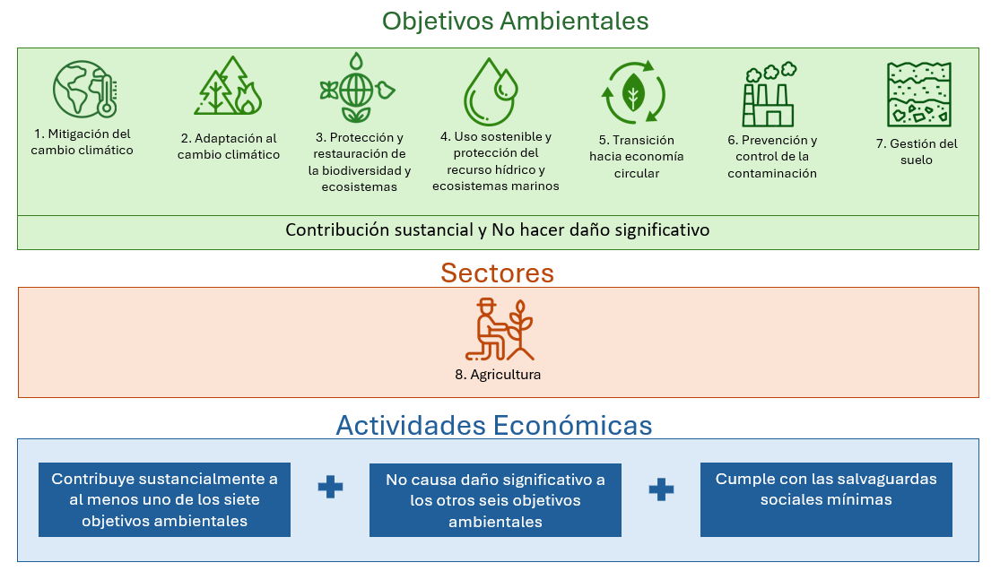 Objetivos Ambientales
1. Mitigación del
cambio climático
2. Adaptación al
cambio climático
3. Protección y
restauración de
la biodiversidad y
ecosistemas
4. Uso sostenible y
protección del
recurso hídrico y
ecosistemas marinos
5. Transición
hacia economía
circular
6. Prevención y
control de la
contaminación
7. Gestión del
suelo
Contribución sustancial y No hacer daño significativo
Sectores
8. Agricultura
Actividades Económicas
Contribuye sustancialmente a
al menos uno de los siete
objetivos ambientales
No causa daño significativo a
los otros seis objetivos
ambientales
Cumple con las salvaguardas
sociales mínimas